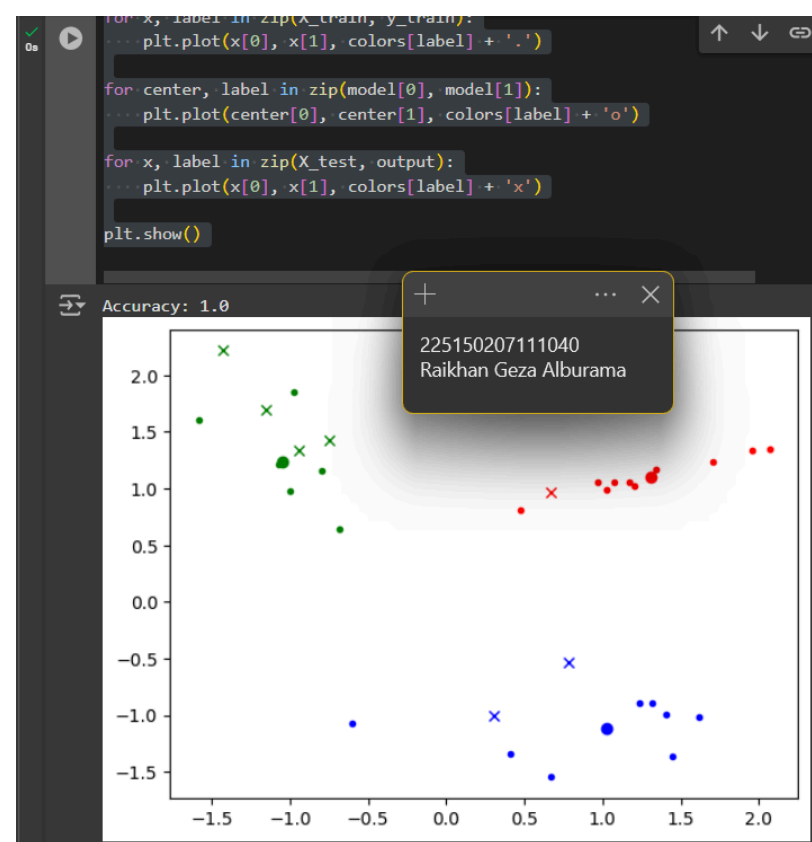 for x, label in zip(X_train, y_train):
plt.plot(x[0], x[1], colors[label] + '.')
for center, label in zip(model[0], model[1]):
plt.plot(center[0], center[1], colors[label] + 'o')
for x, label in zip(X_test, output):
plt.plot(x[0], x[1], colors[label] + 'x')
plt.show()
0s
Accuracy: 1.0
225150207111040
Raikhan Geza Alburama
2.0
1.5
1.0
0.5
0.0
−0.5
−1.0
−1.5
−1.5 −1.0 −0.5 0.0 0.5 1.0 1.5 2.0